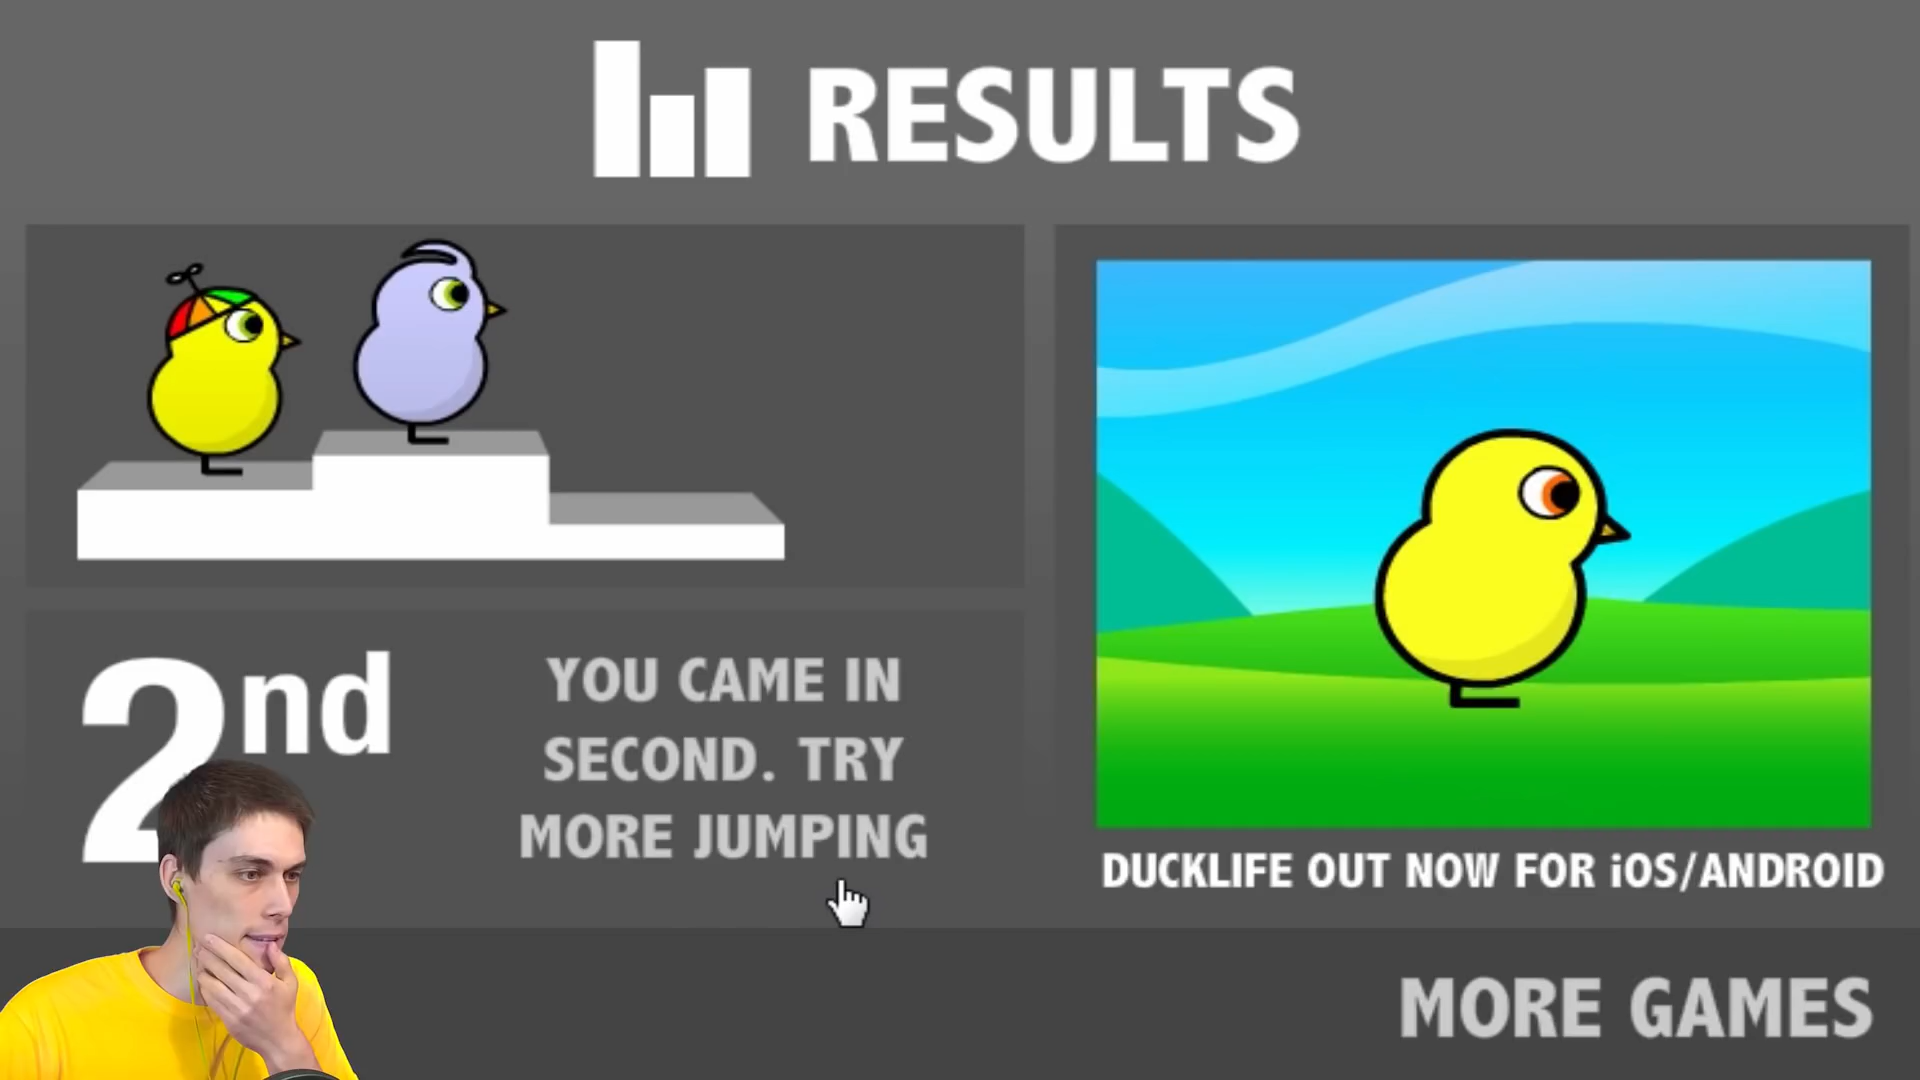 RESULTS
2nd
YOU CAME IN
SECOND. TRY
MORE JUMPING
DUCKLIFE OUT NOW FOR iOS/ANDROID
MORE GAMES